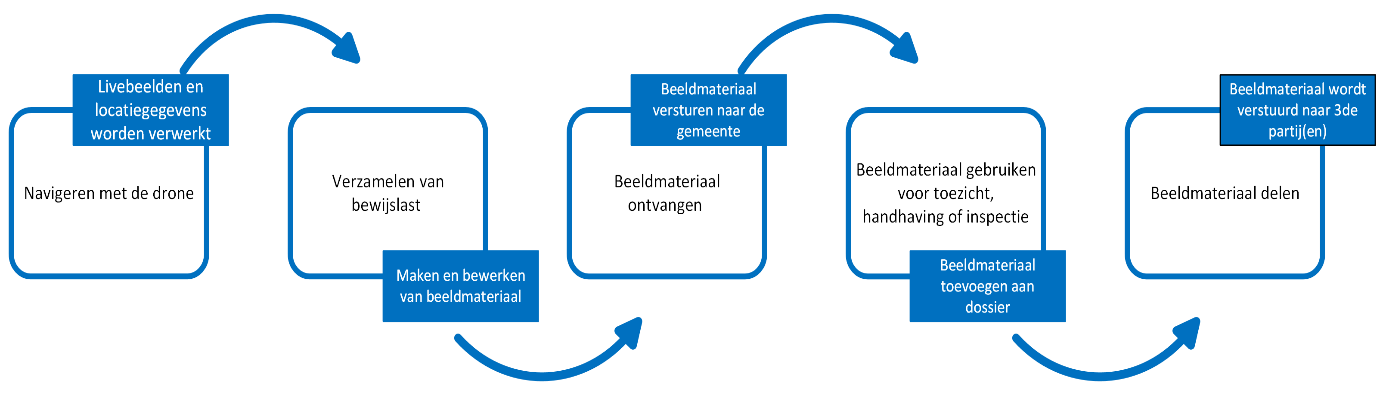 Livebeelden en
locatiegegevens
worden verwerkt
Navigeren met de drone
Verzamelen van
bewijslast
Maken en bewerken
van beeldmateriaal
Beeldmateriaal
versturen naar de
gemeente
Beeldmateriaal
ontvangen
Beeldmateriaal gebruiken
voor toezicht,
handhaving of inspectie
Beeldmateriaal
toevoegen aan
dossier
Beeldmateriaal wordt
verstuurd naar 3de
partij(en)
Beeldmateriaal delen